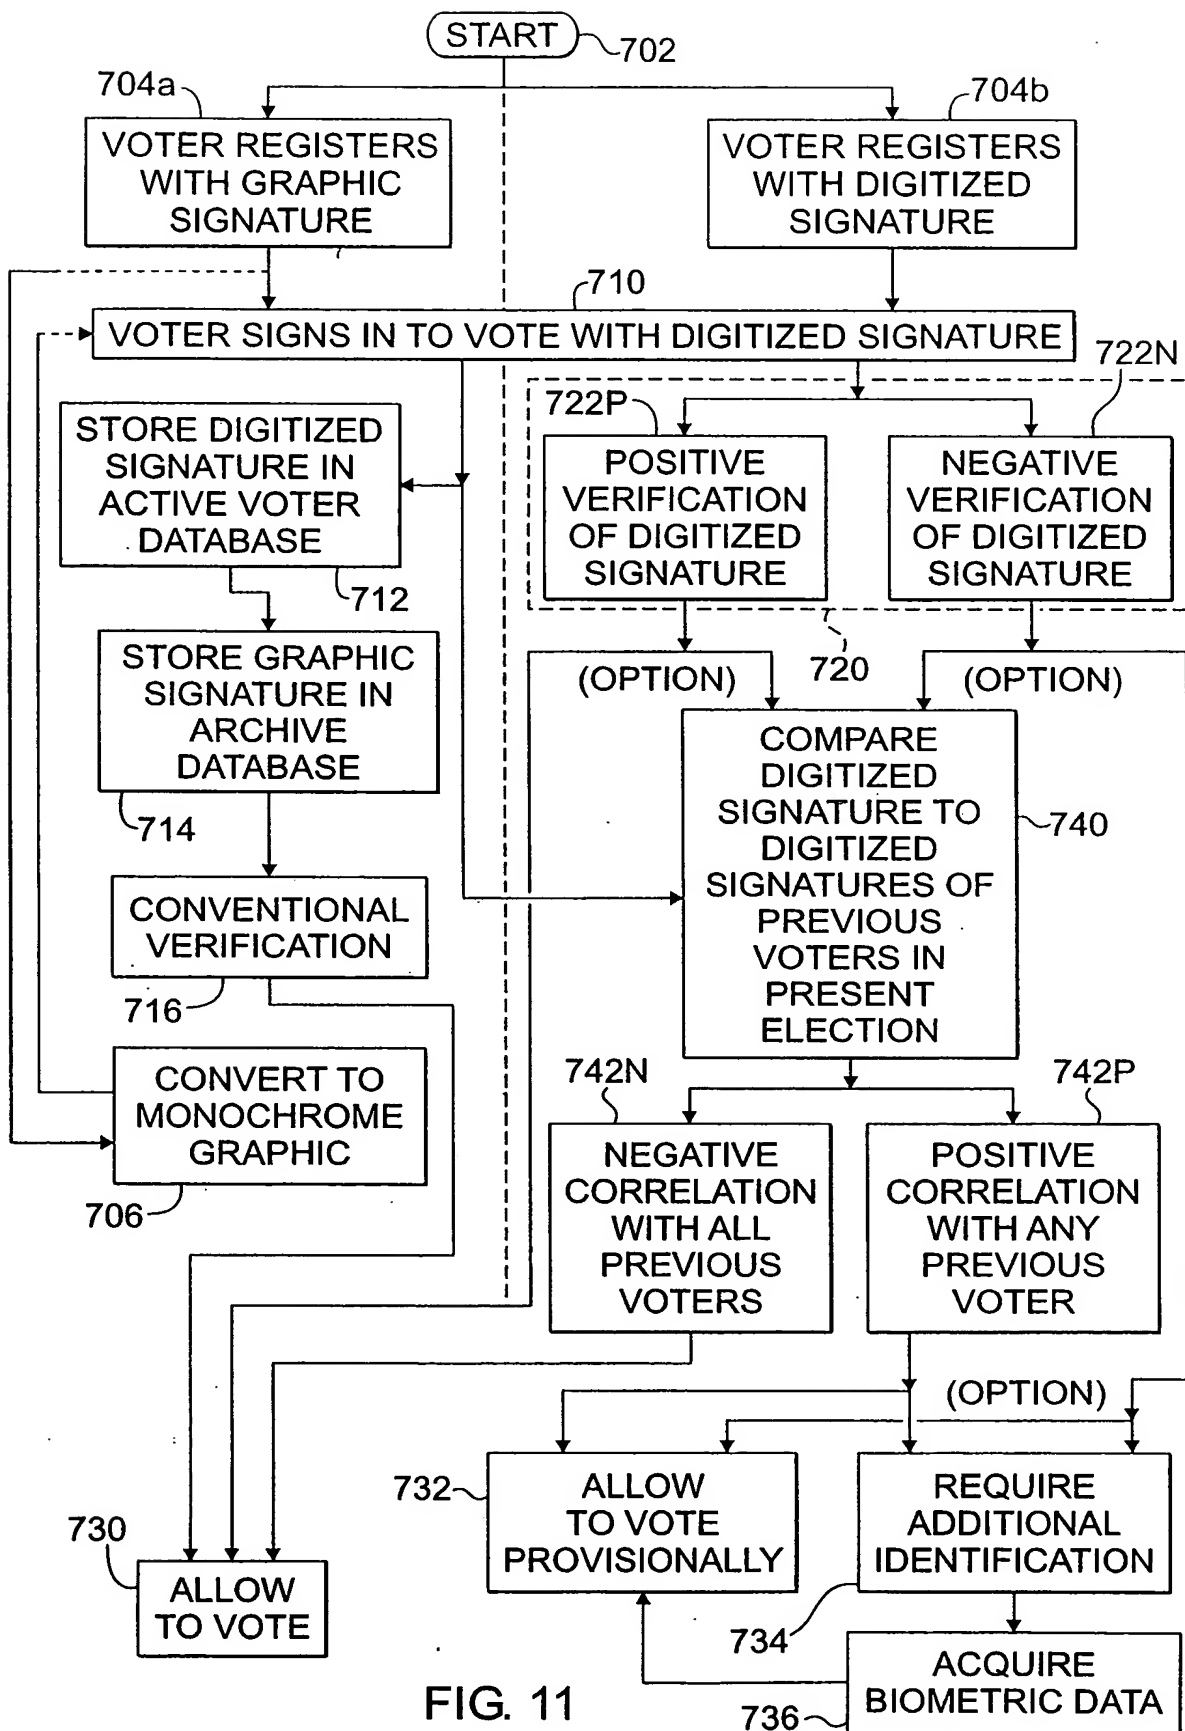 START
702
704a
704b
VOTER REGISTERS
WITH GRAPHIC
SIGNATURE
VOTER REGISTERS
WITH DIGITIZED
SIGNATURE
710
VOTER SIGNS IN TO VOTE WITH DIGITIZED SIGNATURE
722N
722P
STORE DIGITIZED
SIGNATURE IN
ACTIVE VOTER
DATABASE
712
POSITIVE
VERIFICATION
OF DIGITIZED
SIGNATURE
NEGATIVE
VERIFICATION
OF DIGITIZED
SIGNATURE
720
(OPTION)
(OPTION)
STORE GRAPHIC
SIGNATURE IN
ARCHIVE
DATABASE
714
COMPARE
DIGITIZED
SIGNATURE TO
DIGITIZED
SIGNATURES OF
PREVIOUS
VOTERS IN
PRESENT
ELECTION
740
CONVENTIONAL
VERIFICATION
716
CONVERT TO
MONOCHROME
GRAPHIC
706
742N
742P
NEGATIVE
CORRELATION
WITH ALL
PREVIOUS
VOTERS
POSITIVE
CORRELATION
WITH ANY
PREVIOUS
VOTER
(OPTION)
732
ALLOW
TO VOTE
PROVISIONALLY
REQUIRE
ADDITIONAL
IDENTIFICATION
734
730
ALLOW
TO VOTE
ACQUIRE
BIOMETRIC DATA
736
FIG. 11